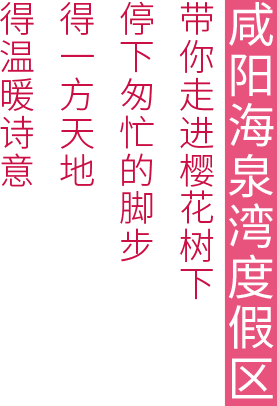 咸阳海泉湾度假区
带你走进樱花树下
停下匆忙的脚步
得一方天地
得温暖诗意